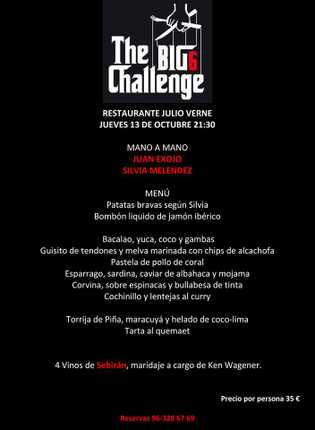 The BIG6
Challenge
RESTAURANTE JULIO VERNE
JUEVES 13 DE OCTUBRE 21:30
MANO A MANO
JUAN EXOJO
SILVIA MELENDEZ
MENÚ
Patatas bravas según Silvia
Bombón liquido de jamón ibérico
Bacalao, yuca, coco y gambas
Guisito de tendones y melva marinada con chips de alcachofa
Pastela de pollo de coral
Esparrago, sardina, caviar de albahaca y mojama
Corvina, sobre espinacas y bullabesa de tinta
Cochinillo y lentejas al curry
Torrija de Piña, maracuyá y helado de coco-lima
Tarta al quemaet
4 Vinos de Sebirán, maridaje a cargo de Ken Wagener.
Precio por persona 35 €
Reservas 96-328 67 69